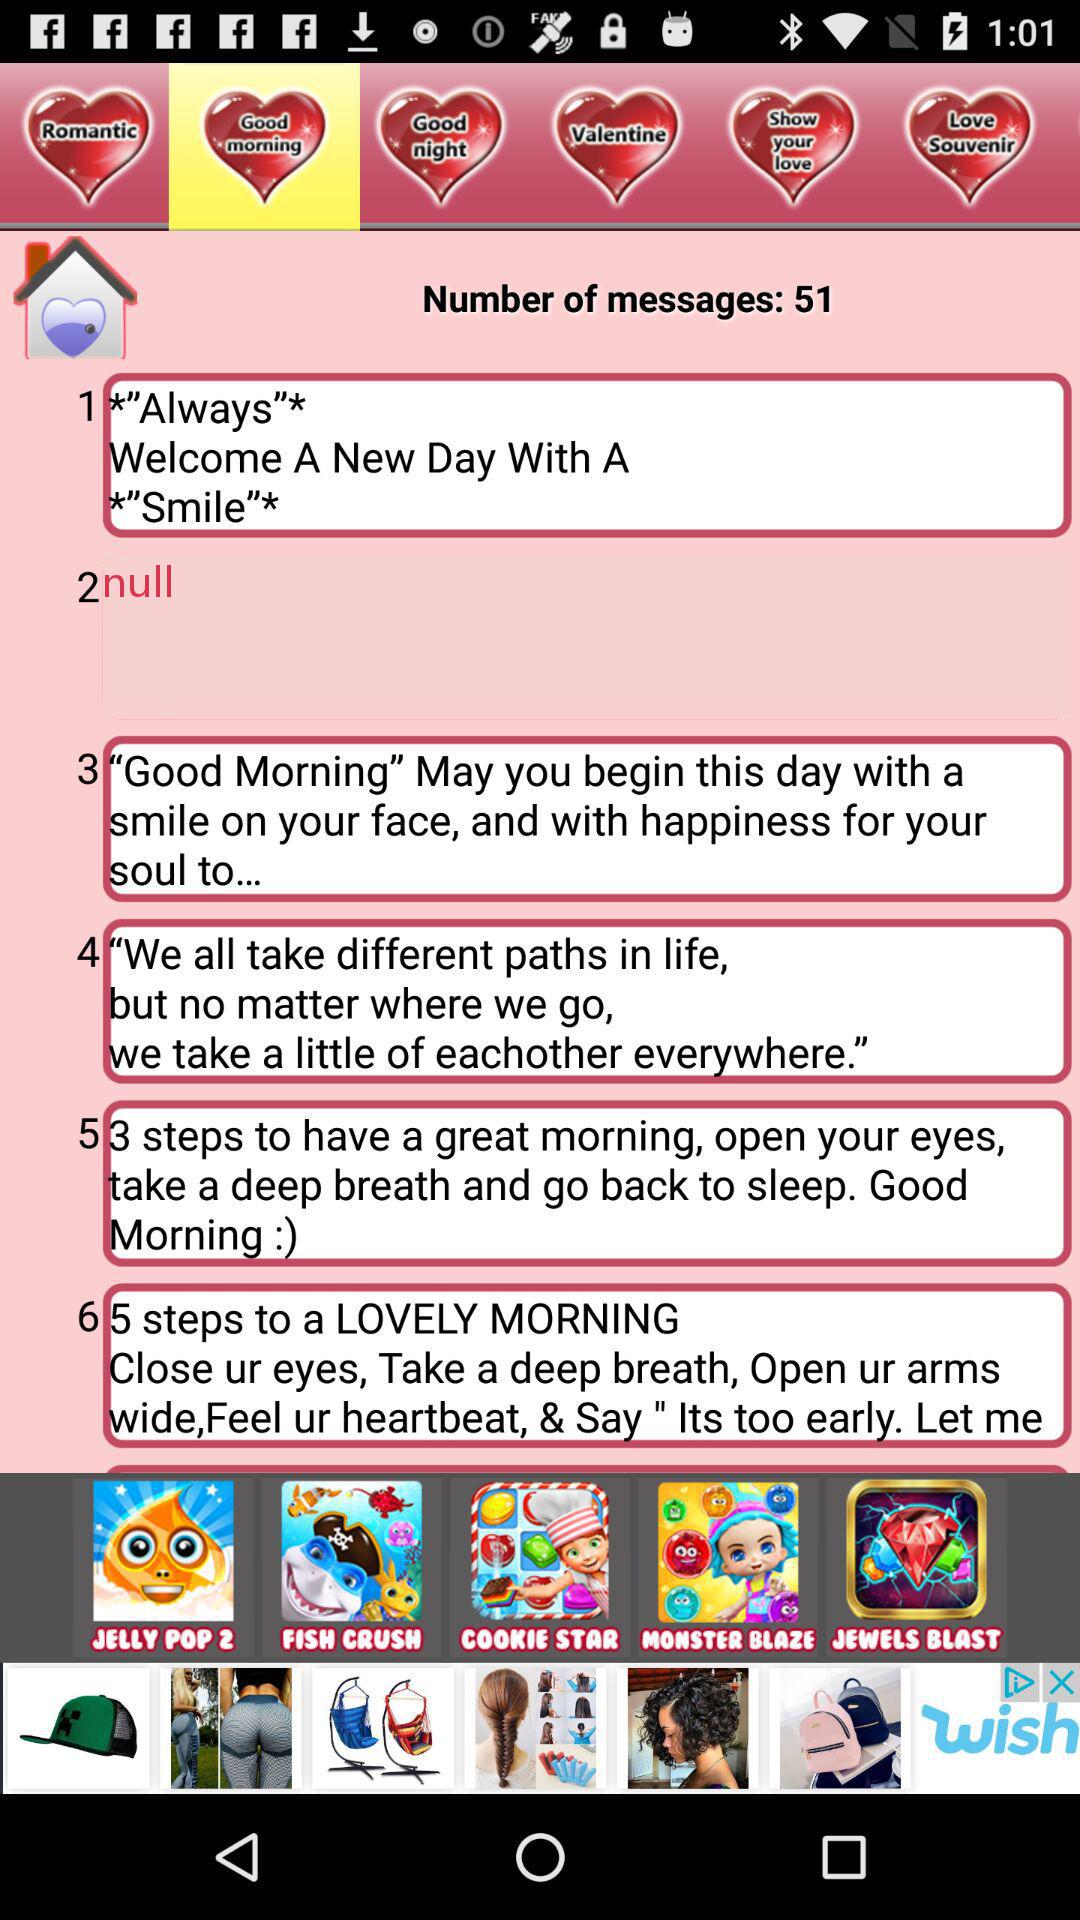 FAKE 1:01
Romantic
Good morning
Good night
Valentine
Show your love
Love Souvenir
Number of messages: 51
1 *”Always”*
Welcome A New Day With A
*”Smile”*
2 null
3 “Good Morning” May you begin this day with a
smile on your face, and with happiness for your
soul to...
4 “We all take different paths in life,
but no matter where we go,
we take a little of eachother everywhere.”
5 3 steps to have a great morning, open your eyes,
take a deep breath and go back to sleep. Good
Morning :)
6 5 steps to a LOVELY MORNING
Close ur eyes, Take a deep breath, Open ur arms
wide,Feel ur heartbeat, & Say " Its too early. Let me
JELLY POP 2 FISH CRUSH COOKIE STAR MONSTER BLAZE JEWELS BLAST
wish